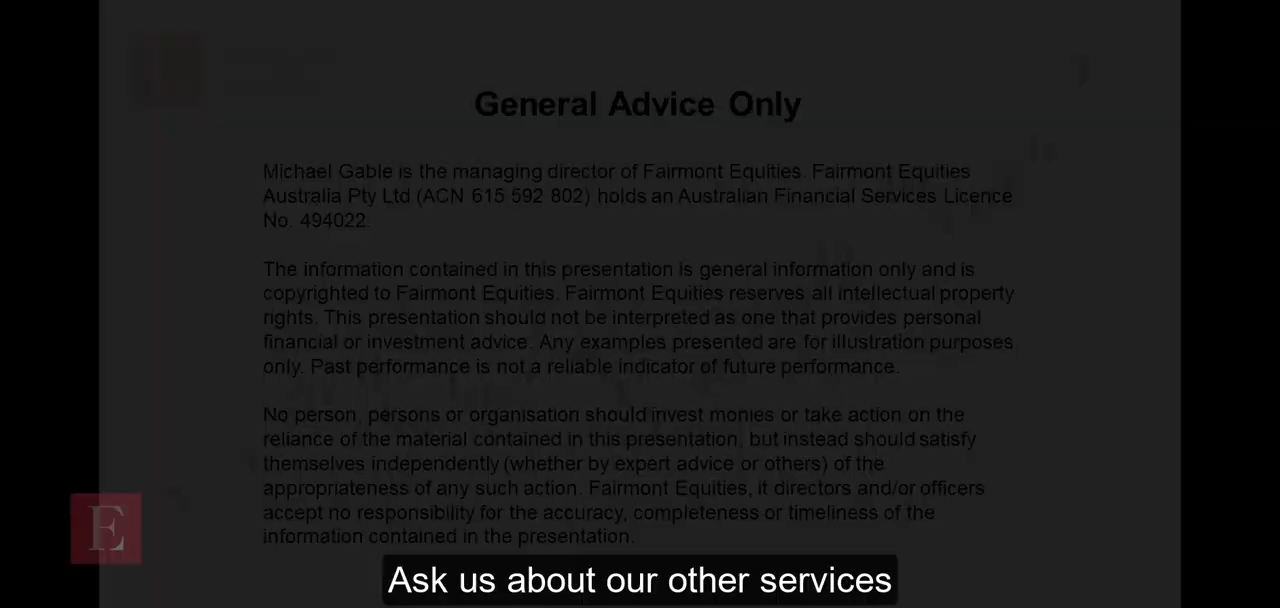 General Advice Only
Michael Gable is the managing director of Fairmont Equities. Fairmont Equities
Australia Pty Ltd (ACN 615 592 802) holds an Australian Financial Services Licence
No. 494022.
The information contained in this presentation is general information only and is
copyrighted to Fairmont Equities. Fairmont Equities reserves all intellectual property
rights. This presentation should not be interpreted as one that provides personal
financial or investment advice. Any examples presented are for illustration purposes
only. Past performance is not a reliable indicator of future performance.
No person, persons or organisation should invest monies or take action on the
reliance of the material contained in this presentation, but instead should satisfy
themselves independently (whether by expert advice or others) of the
appropriateness of any such action. Fairmont Equities, it directors and/or officers
accept no responsibility for the accuracy, completeness or timeliness of the
information contained in the presentation.
E
Ask us about our other services